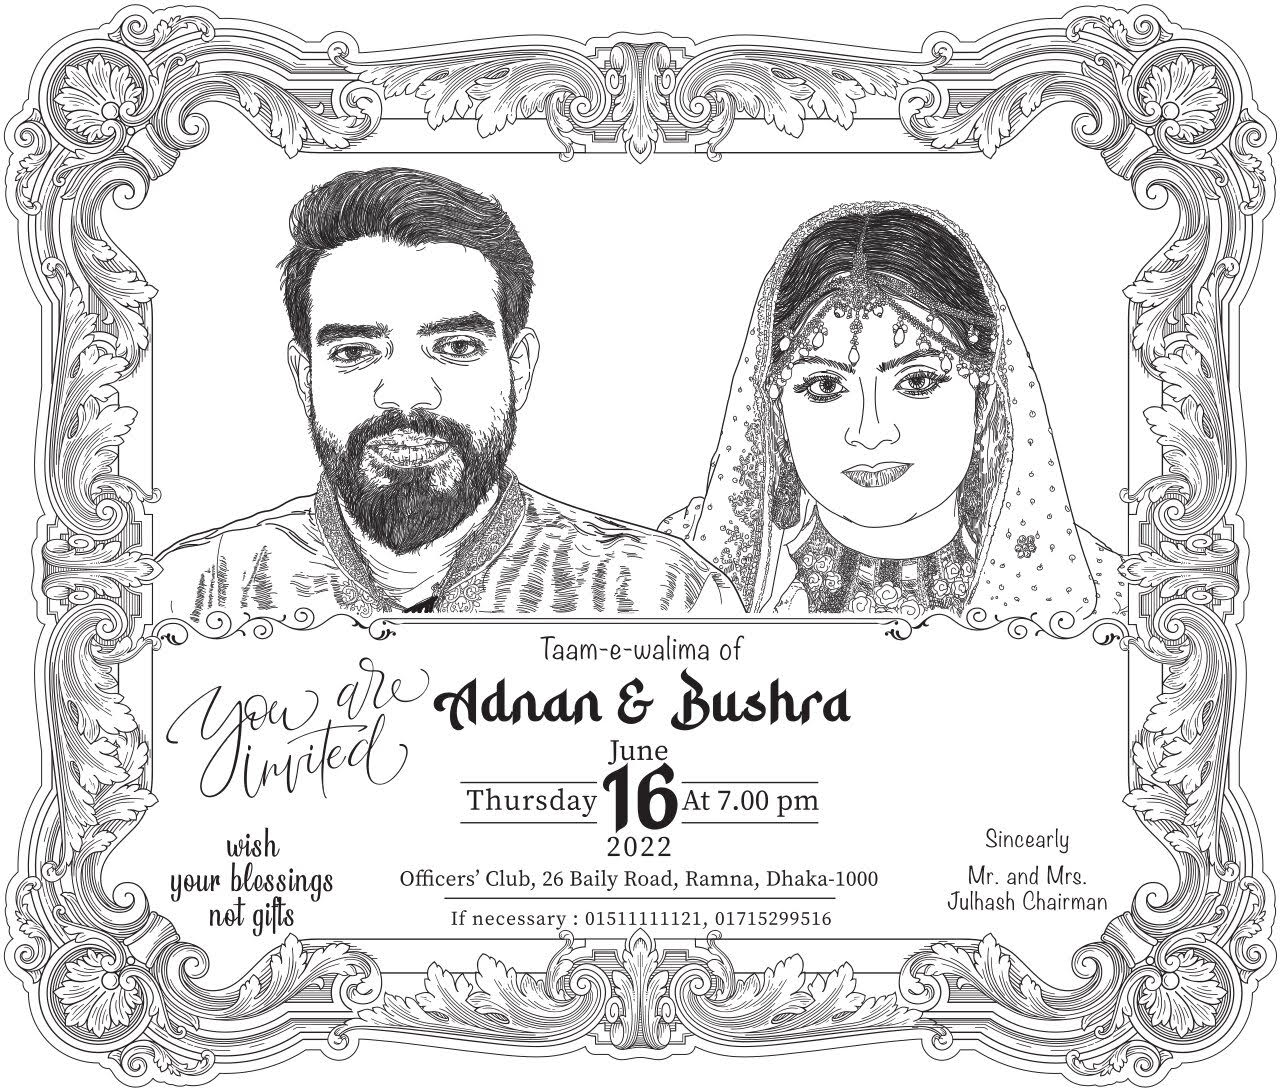 Taam-e-walima of
Adnan & Bushra
You are
invited
June
Thursday 16 At 7.00 pm
2022
wish
your blessings
not gifts
Officers' Club, 26 Baily Road, Ramna, Dhaka-1000
If necessary : 01511111121, 01715299516
Sincearly
Mr. and Mrs.
Julhash Chairman